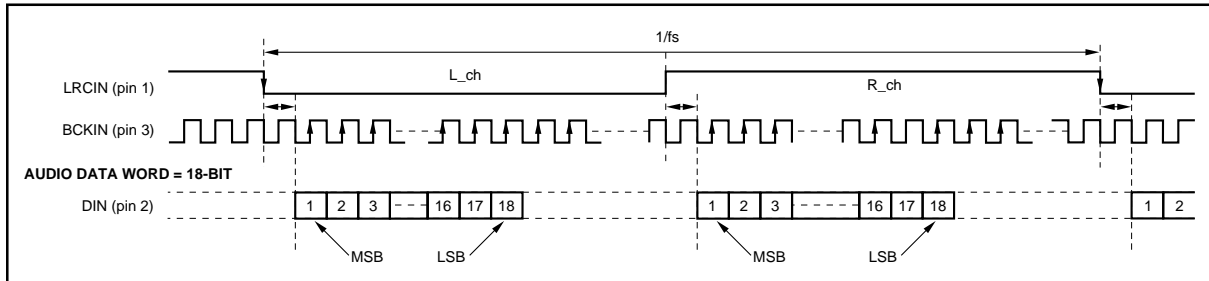 1/fs
L_ch
R_ch
LRCIN (pin 1)
BCKIN (pin 3)
AUDIO DATA WORD = 18-BIT
DIN (pin 2)
1 2 3 16 17 18 1 2 3 16 17 18 1 2
MSB LSB MSB LSB